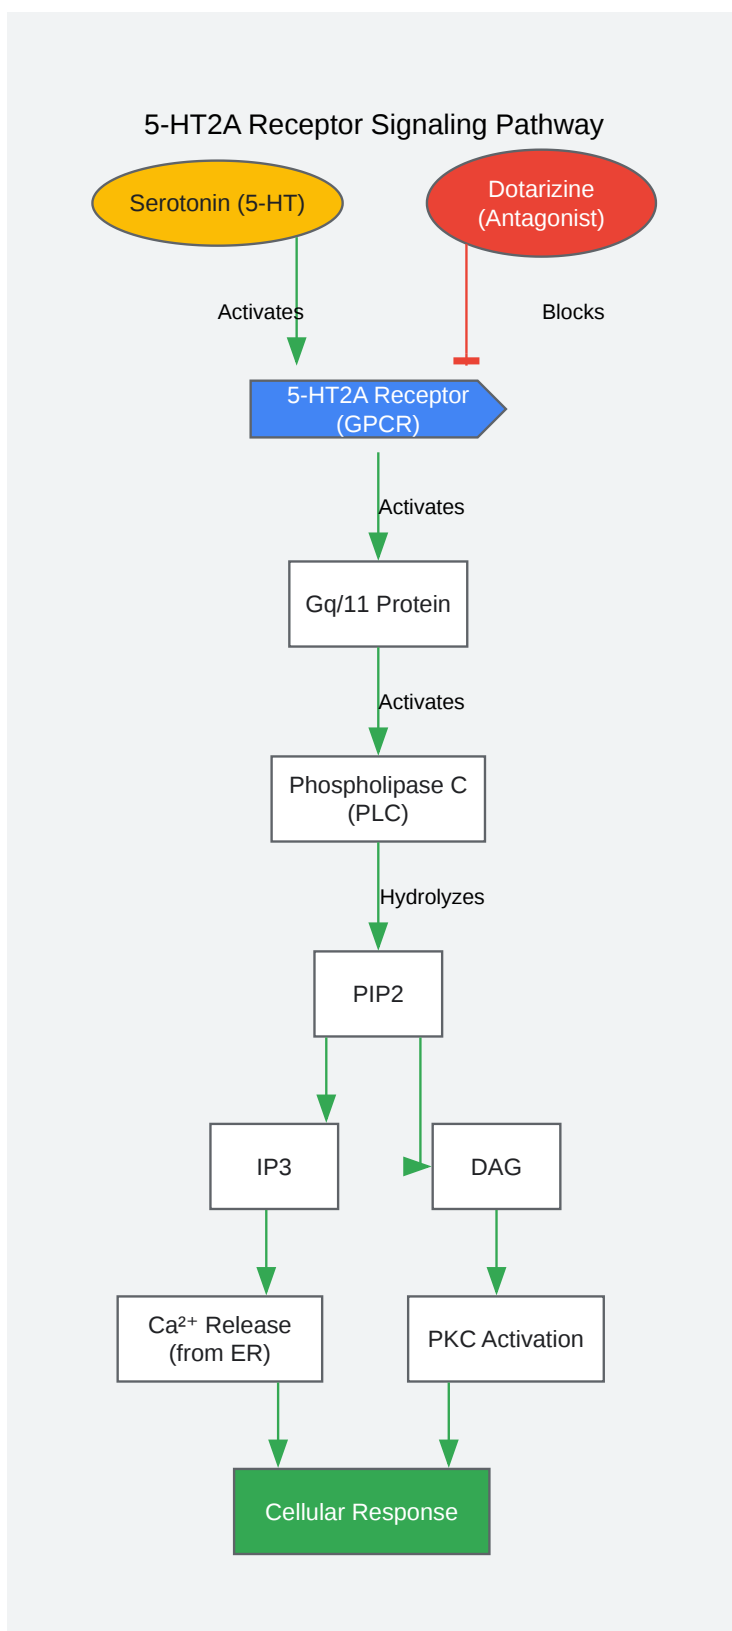 5-HT2A Receptor Signaling Pathway
Serotonin (5-HT)
Dotarizine
(Antagonist)
Activates
Blocks
5-HT2A Receptor
(GPCR)
Activates
Gq/11 Protein
Activates
Phospholipase C
(PLC)
Hydrolyzes
PIP2
IP3
DAG
Ca²⁺ Release
(from ER)
PKC Activation
Cellular Response